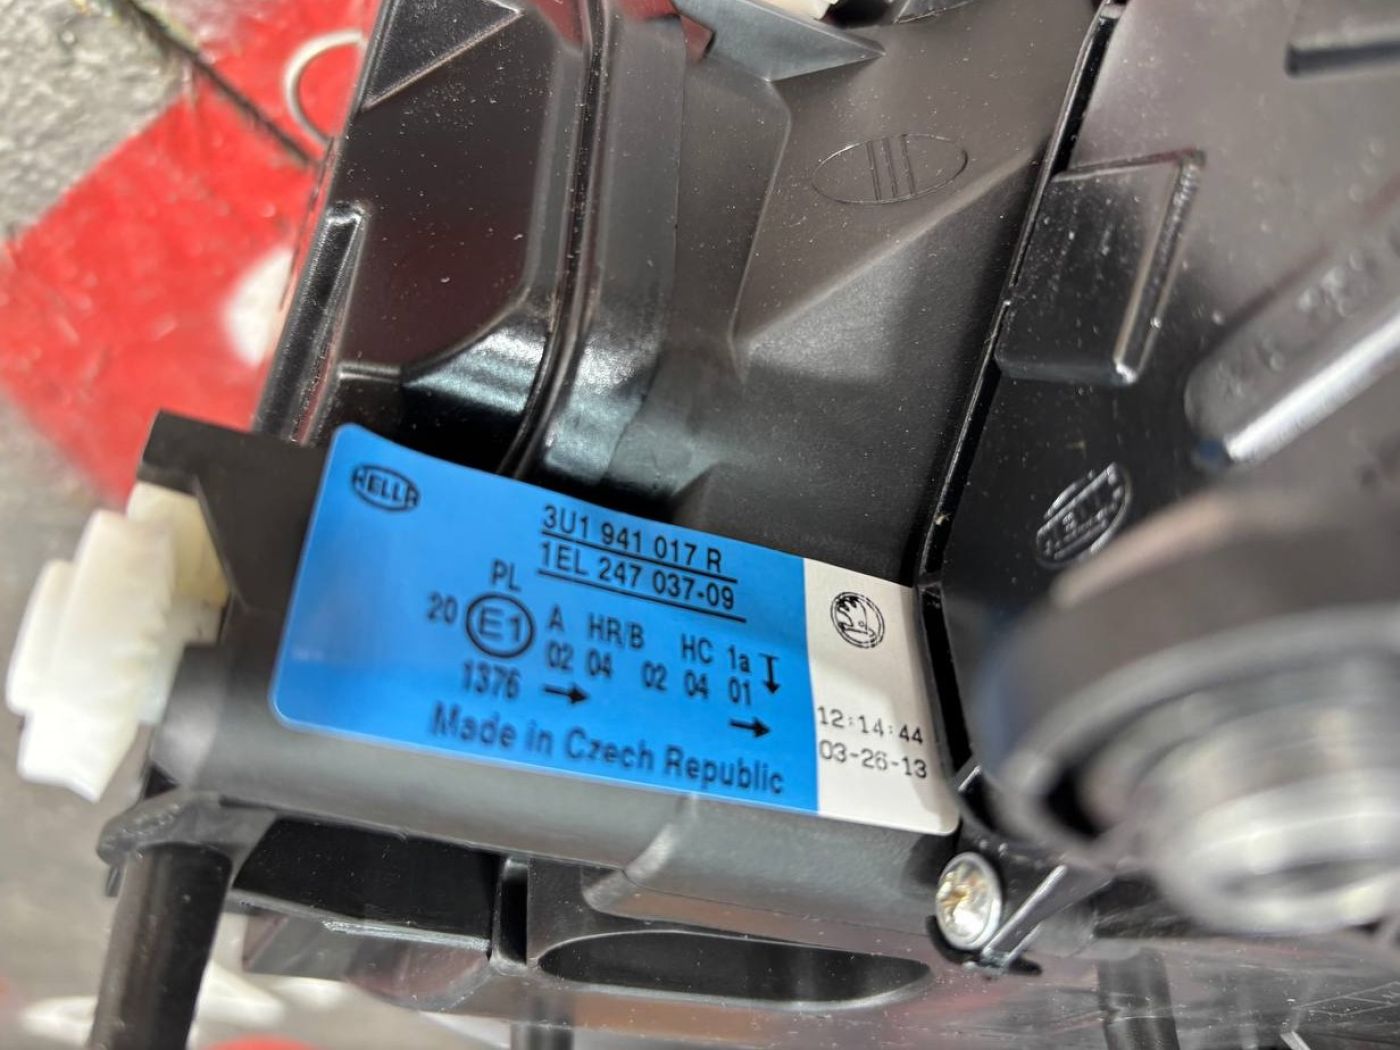 HELLA
3U1 941 017 R
1EL 247 037-09
PL
20 E1 A HR/B HC 1a
02 04 02 04 01
1376
Made in Czech Republic
12:14:44
03-26-13